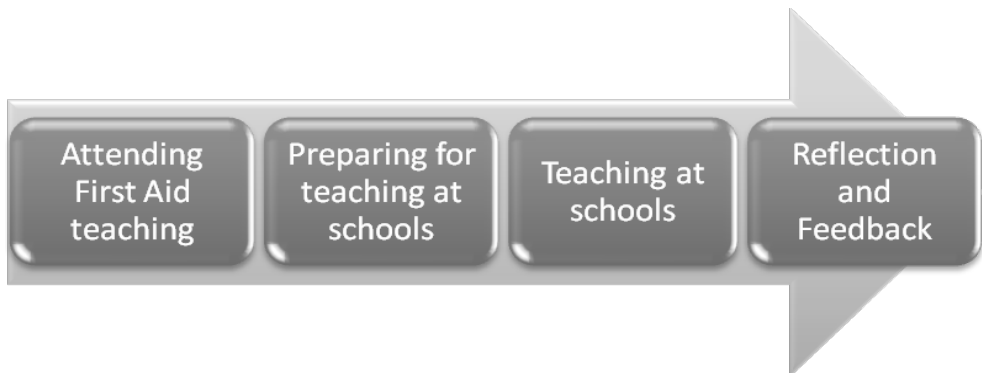 Attending
First Aid
teaching
Preparing for
teaching at
schools
Teaching at
schools
Reflection
and
Feedback